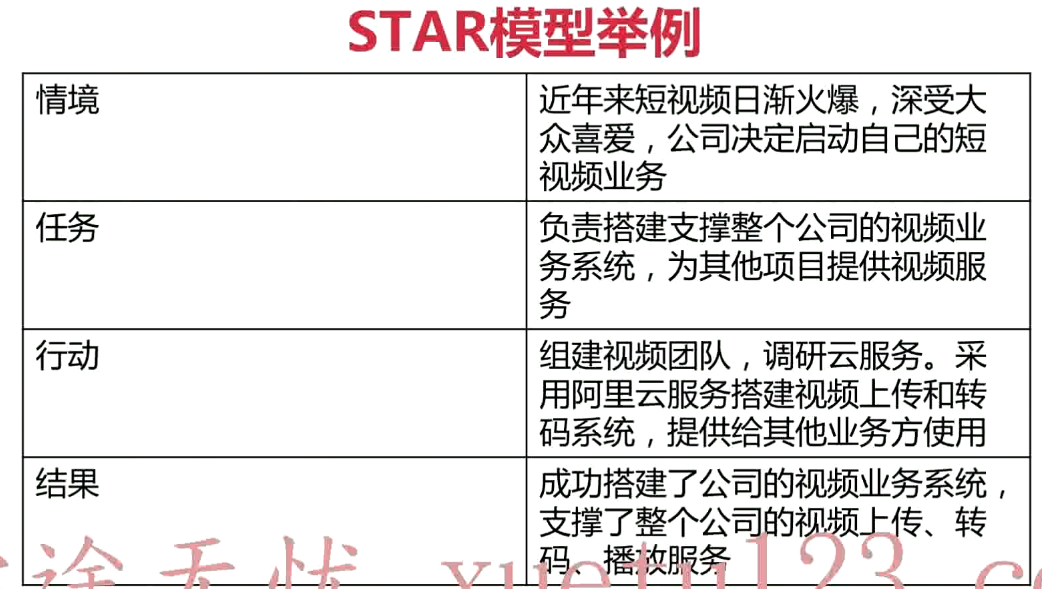 STAR模型举例
情境
近年来短视频日渐火爆，深受大
众喜爱，公司决定启动自己的短
视频业务
任务
负责搭建支撑整个公司的视频业
务系统，为其他项目提供视频服
务
行动
组建视频团队，调研云服务。采
用阿里云服务搭建视频上传和转
码系统，提供给其他业务方使用
结果
成功搭建了公司的视频业务系统，
支撑了整个公司的视频上传、转
码、播放服务
途无忧 xuetu123.co